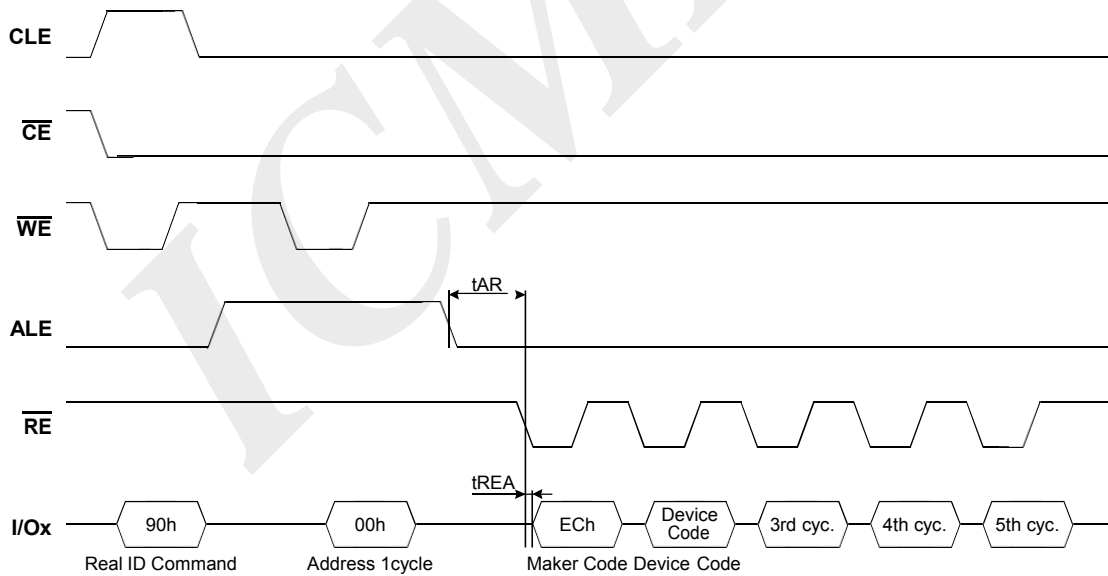 CLE
CE
WE
tAR
ALE
RE
tREA
I/Ox 90h 00h ECh Device Code 3rd cyc. 4th cyc. 5th cyc.
Real ID Command Address 1cycle Maker Code Device Code